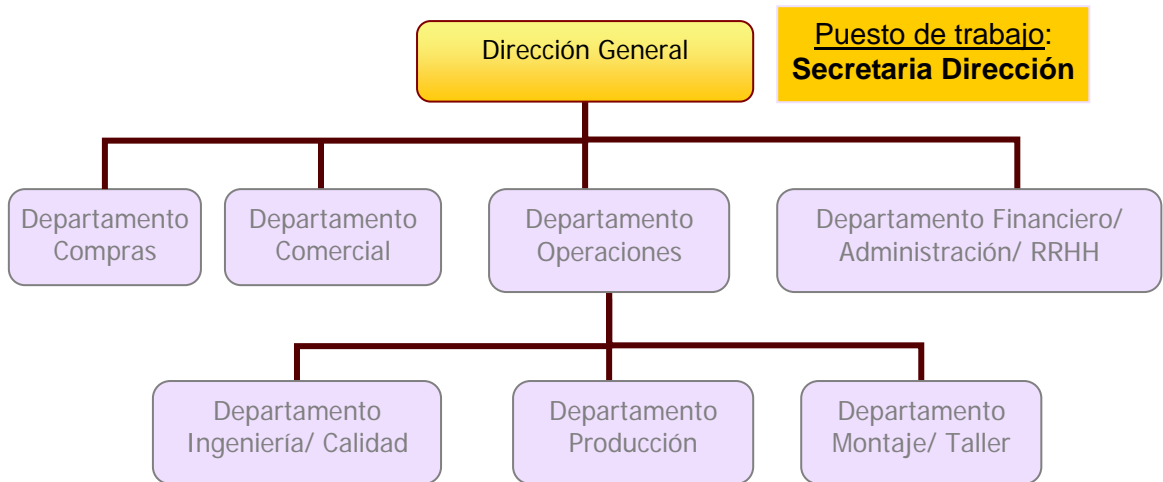 Dirección General
Puesto de trabajo:
Secretaria Dirección
Departamento
Compras
Departamento
Comercial
Departamento
Operaciones
Departamento Financiero/
Administración/ RRHH
Departamento
Ingeniería/ Calidad
Departamento
Producción
Departamento
Montaje/ Taller